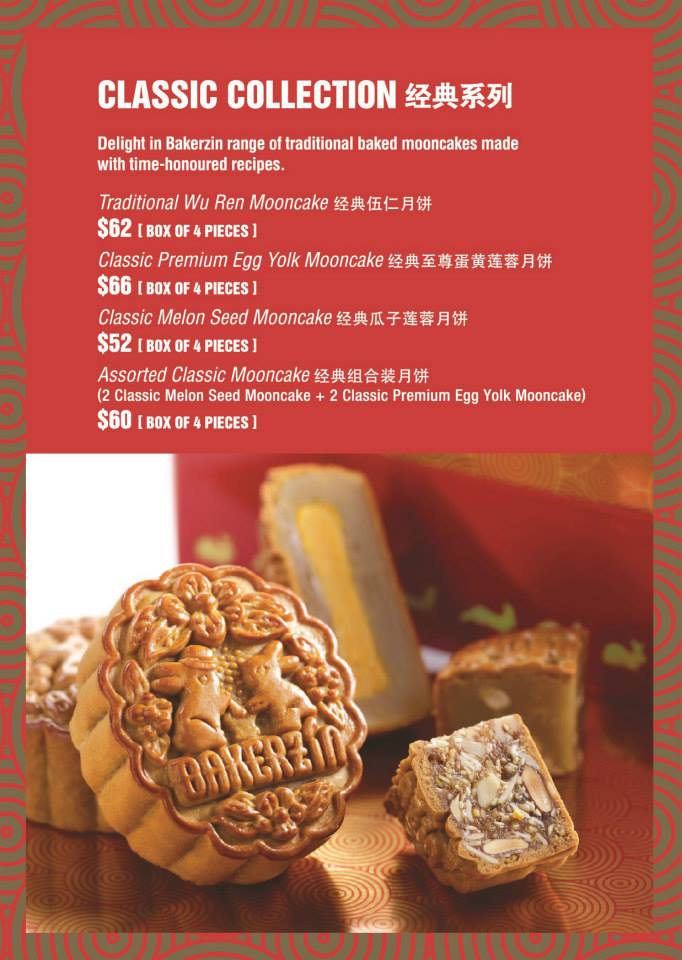 CLASSIC COLLECTION 经典系列
Delight in Bakerzin range of traditional baked mooncakes made
with time-honoured recipes.
Traditional Wu Ren Mooncake 经典伍仁月饼
$62 [ BOX OF 4 PIECES ]
Classic Premium Egg Yolk Mooncake 经典至尊蛋黄莲蓉月饼
$66 [ BOX OF 4 PIECES ]
Classic Melon Seed Mooncake 经典瓜子莲蓉月饼
$52 [ BOX OF 4 PIECES ]
Assorted Classic Mooncake 经典组合装月饼
(2 Classic Melon Seed Mooncake + 2 Classic Premium Egg Yolk Mooncake)
$60 [ BOX OF 4 PIECES ]
BAKERZIN